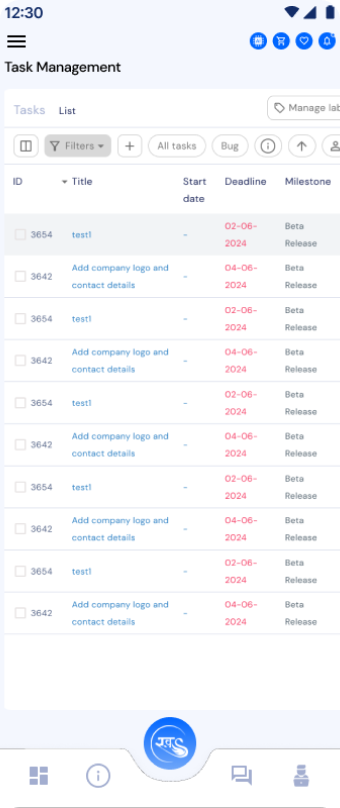 12:30
Task Management
Tasks List Manage lab
Filters + All tasks Bug
ID Title Start date Deadline Milestone
3654 test1 - 02-06-2024 Beta Release
3642 Add company logo and contact details - 04-06-2024 Beta Release
3654 test1 - 02-06-2024 Beta Release
3642 Add company logo and contact details - 04-06-2024 Beta Release
3654 test1 - 02-06-2024 Beta Release
3642 Add company logo and contact details - 04-06-2024 Beta Release
3654 test1 - 02-06-2024 Beta Release
3642 Add company logo and contact details - 04-06-2024 Beta Release
3654 test1 - 02-06-2024 Beta Release
3642 Add company logo and contact details - 04-06-2024 Beta Release